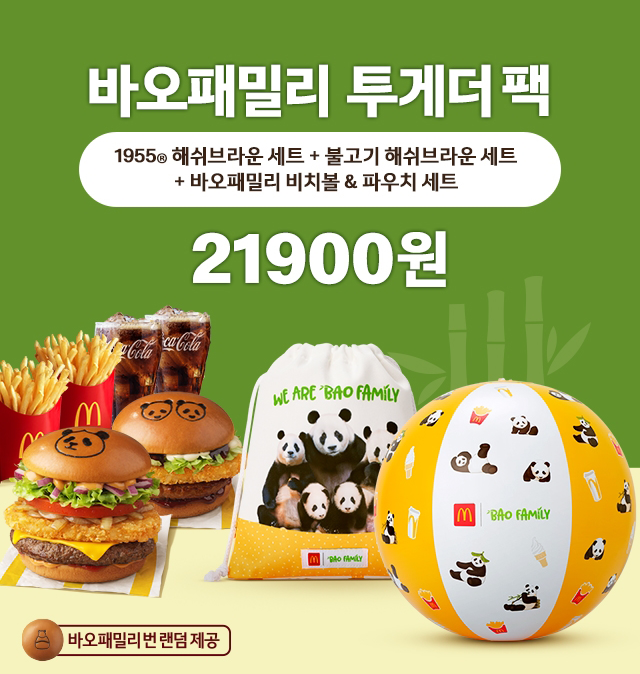 바오패밀리 투게더 팩
1955® 해쉬브라운 세트 + 불고기 해쉬브라운 세트
+ 바오패밀리 비치볼 & 파우치 세트
21900원
Coca-Cola
WE ARE BAO FAMILY
BAO FAMILY
BAO FAMILY
바오패밀리번 랜덤 제공